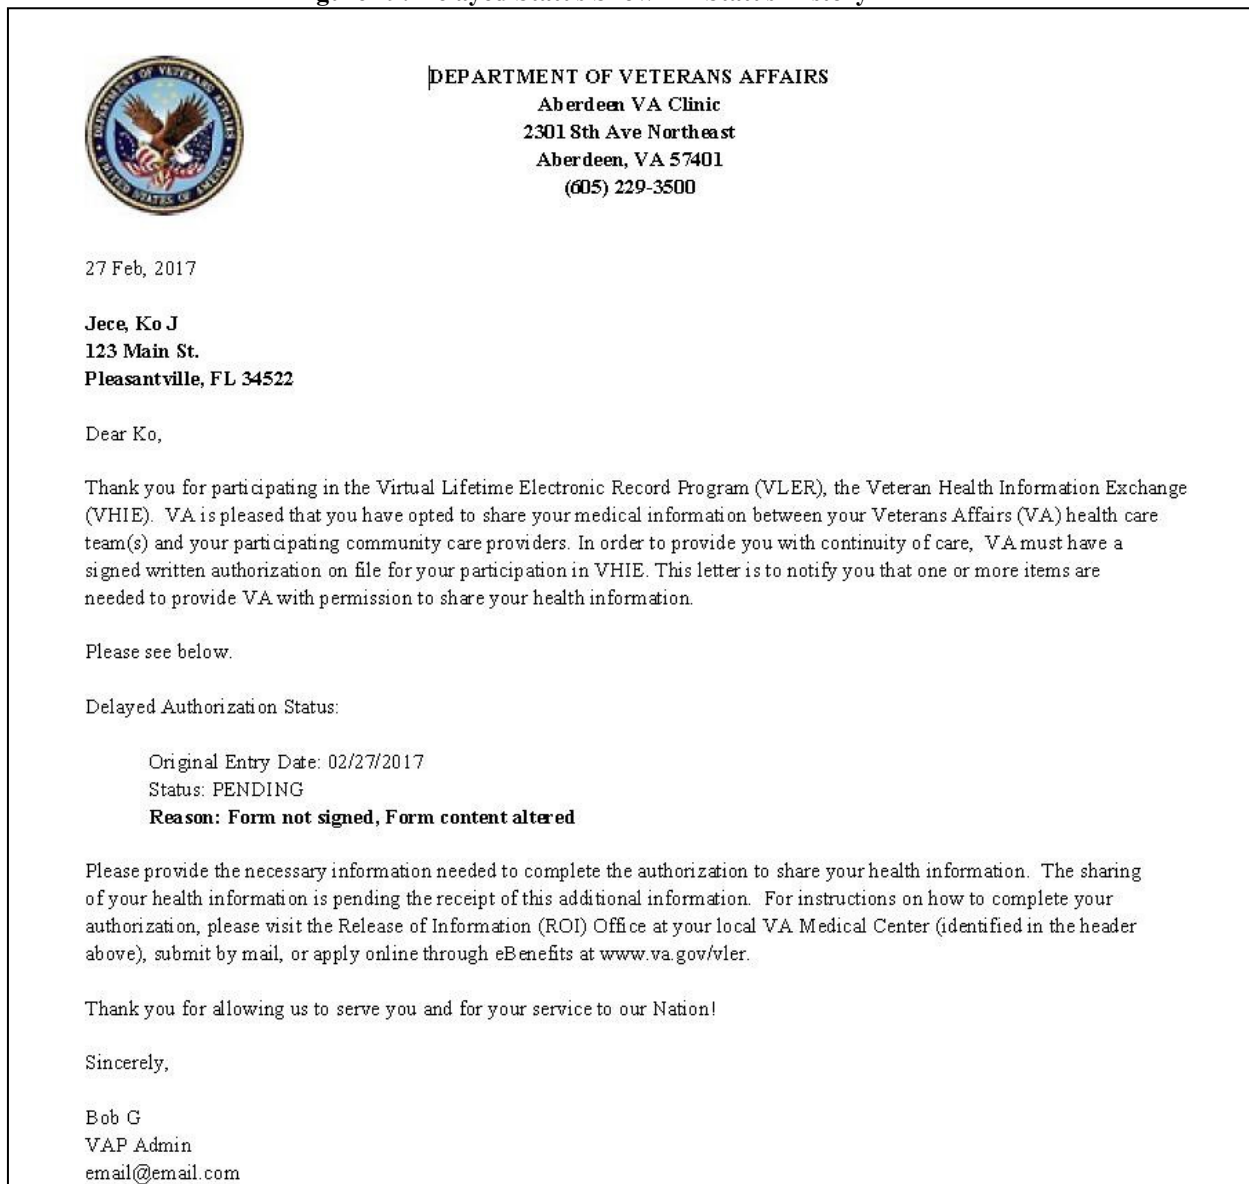 DEPARTMENT OF VETERANS AFFAIRS
Aberdeen VA Clinic
2301 8th Ave Northeast
Aberdeen, VA 57401
(605) 229-3500
DEPARTMENT OF VETERANS AFFAIRS
UNITED STATES OF AMERICA
27 Feb, 2017
Jece, Ko J
123 Main St.
Pleasantville, FL 34522
Dear Ko,
Thank you for participating in the Virtual Lifetime Electronic Record Program (VLER), the Veteran Health Information Exchange
(VHIE).  VA is pleased that you have opted to share your medical information between your Veterans Affairs (VA) health care
team(s) and your participating community care providers. In order to provide you with continuity of care,  VA must have a
signed written authorization on file for your participation in VHIE. This letter is to notify you that one or more items are
needed to provide VA with permission to share your health information.
Please see below.
Delayed Authorization Status:
Original Entry Date: 02/27/2017
Status: PENDING
Reason: Form not signed, Form content altered
Please provide the necessary information needed to complete the authorization to share your health information.  The sharing
of your health information is pending the receipt of this additional information.  For instructions on how to complete your
authorization, please visit the Release of Information (ROI) Office at your local VA Medical Center (identified in the header
above), submit by mail, or apply online through eBenefits at www.va.gov/vler.
Thank you for allowing us to serve you and for your service to our Nation!
Sincerely,
Bob G
VAP Admin
email@email.com